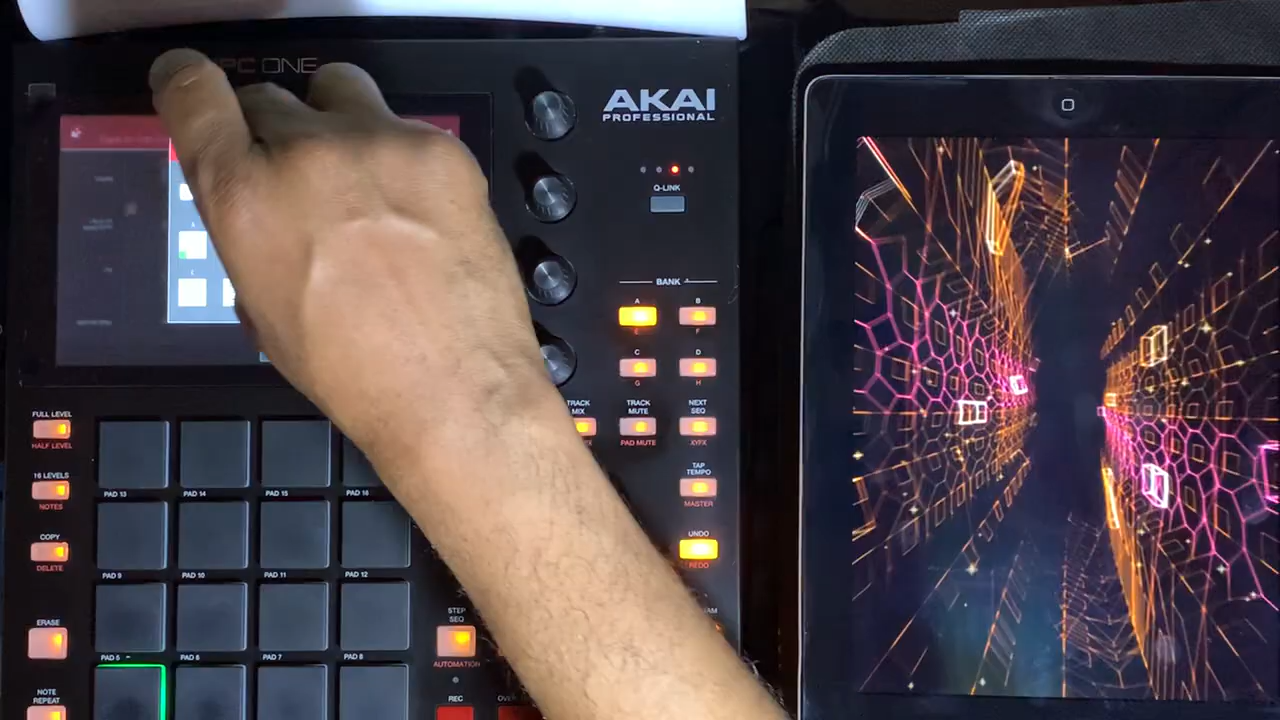 PC ONE
AKAI
PROFESSIONAL
Q-LINK
BANK
A
B
E
F
C
D
G
H
FULL LEVEL
HALF LEVEL
TRACK
MIX
TRACK
MUTE
PAD MUTE
NEXT
SEQ
XYFX
16 LEVELS
NOTES
TAP
TEMPO
MASTER
PAD 13
PAD 14
PAD 15
PAD 16
COPY
DELETE
UNDO
REDO
PAD 9
PAD 10
PAD 11
PAD 12
ERASE
STEP
SEQ
AUTOMATION
PAD 5
PAD 6
PAD 7
PAD 8
NOTE
REPEAT
REC
OVE